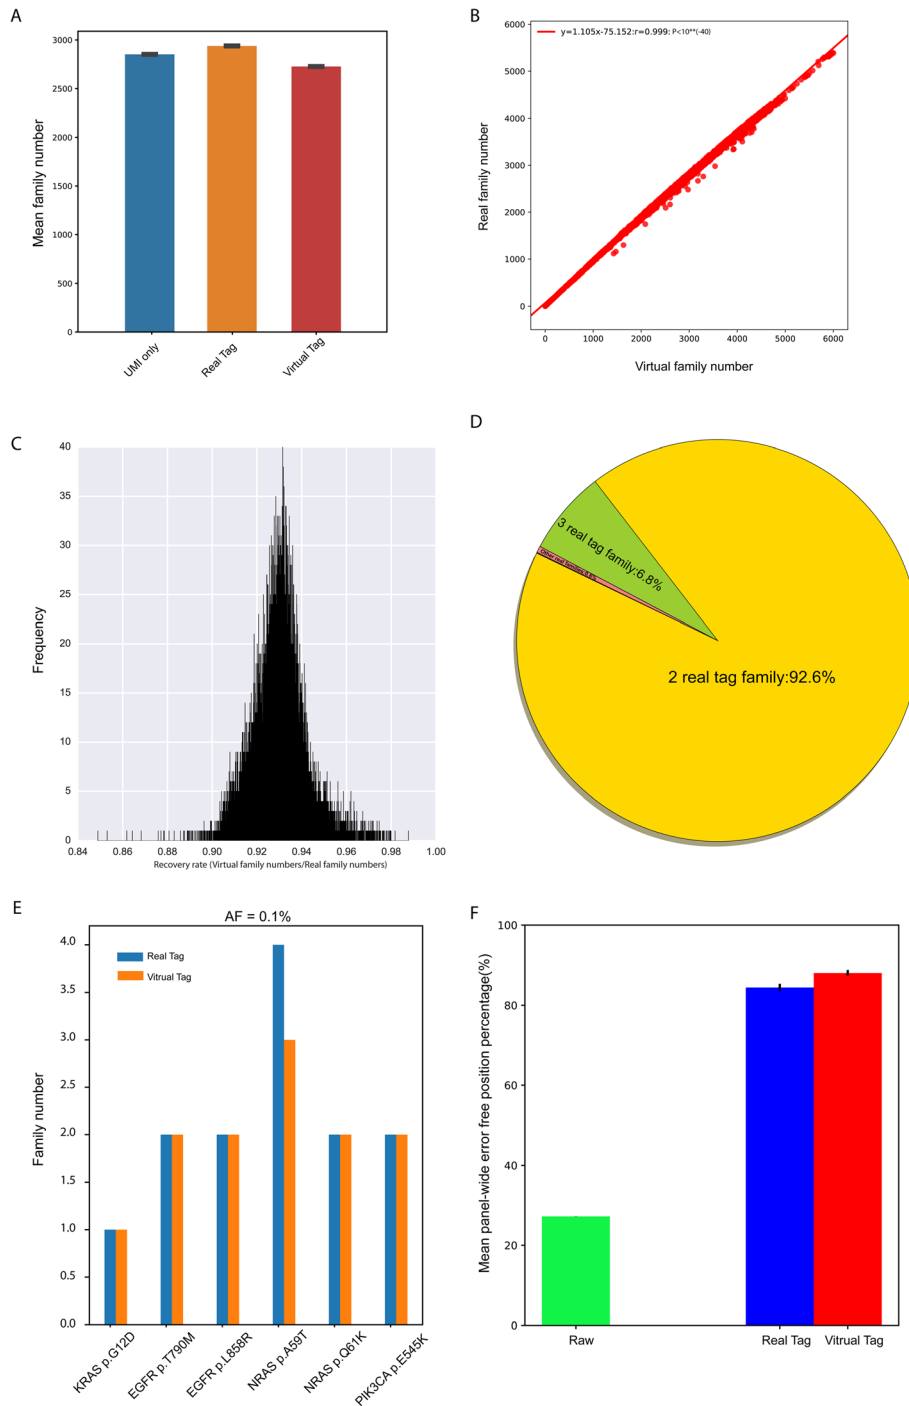 A
3000
2500
2000
1500
1000
500
0
Mean family number
UMI only
Real Tag
Virtual Tag
B
y=1.105x-75.152:r=0.999: P<10**(-40)
6000
5000
4000
3000
2000
1000
0
Real family number
0 1000 2000 3000 4000 5000 6000
Virtual family number
C
40
35
30
25
20
15
10
5
0
Frequency
0.84 0.86 0.88 0.90 0.92 0.94 0.96 0.98 1.00
Recovery rate (Virtual family numbers/Real family numbers)
D
3 real tag family:6.8%
Other real families:0.6%
2 real tag family:92.6%
E
AF = 0.1%
Real Tag
Vitrual Tag
4.0
3.5
3.0
2.5
2.0
1.5
1.0
0.5
0.0
Family number
KRAS p.G12D
EGFR p.T790M
EGFR p.L858R
NRAS p.A59T
NRAS p.Q61K
PIK3CA p.E545K
F
100
80
60
40
20
0
Mean panel-wide error free position percentage(%)
Raw
Real Tag
Vitrual Tag